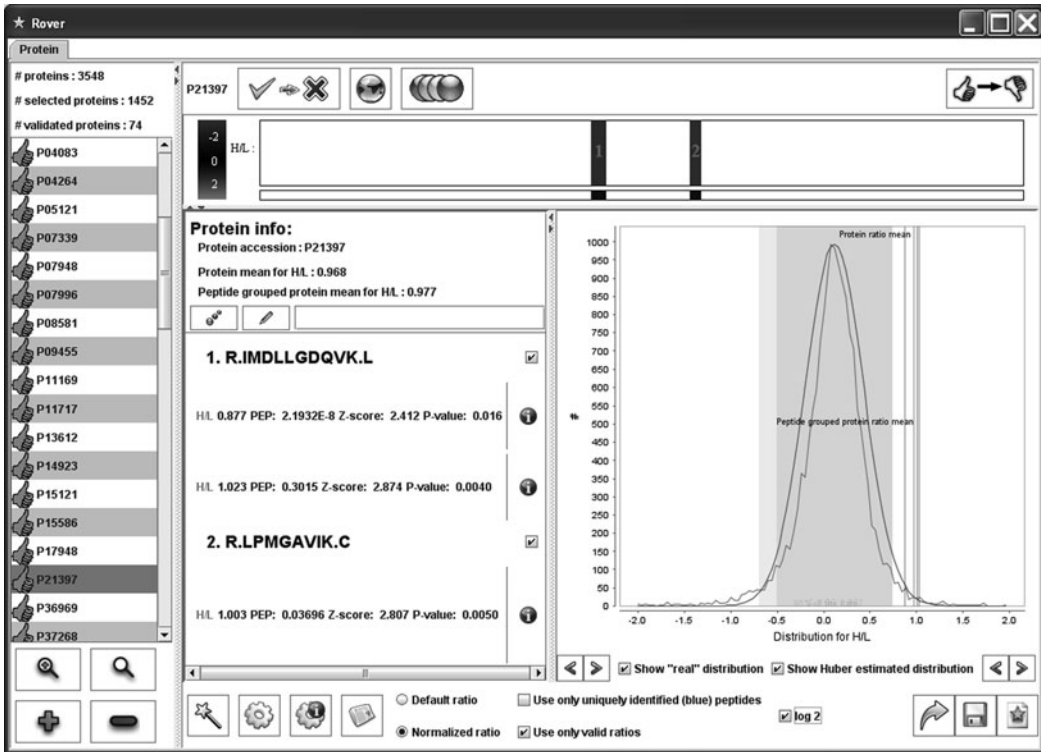 Rover
Protein
# proteins : 3548
# selected proteins : 1452
# validated proteins : 74
P04083
P04264
P05121
P07339
P07948
P07996
P08581
P09455
P11169
P11717
P13612
P14923
P15121
P15586
P17948
P21397
P36969
P37268
P21397
-2
0
2
H/L :
1
2
Protein info:
Protein accession : P21397
Protein mean for H/L : 0.968
Peptide grouped protein mean for H/L : 0.977
1. R.IMDLLGDQVK.L
H/L 0.877 PEP: 2.1932E-8 Z-score: 2.412 P-value: 0.016
H/L 1.023 PEP: 0.3015 Z-score: 2.874 P-value: 0.0040
2. R.LPMGAVIK.C
H/L 1.003 PEP: 0.03696 Z-score: 2.807 P-value: 0.0050
Protein ratio mean
Peptide grouped protein ratio mean
#
1000
950
900
850
800
750
700
650
600
550
500
450
400
350
300
250
200
150
100
50
0
-2.0 -1.5 -1.0 -0.5 0.0 0.5 1.0 1.5 2.0
Distribution for H/L
Show "real" distribution
Show Huber estimated distribution
Default ratio
Normalized ratio
Use only uniquely identified (blue) peptides
Use only valid ratios
log 2